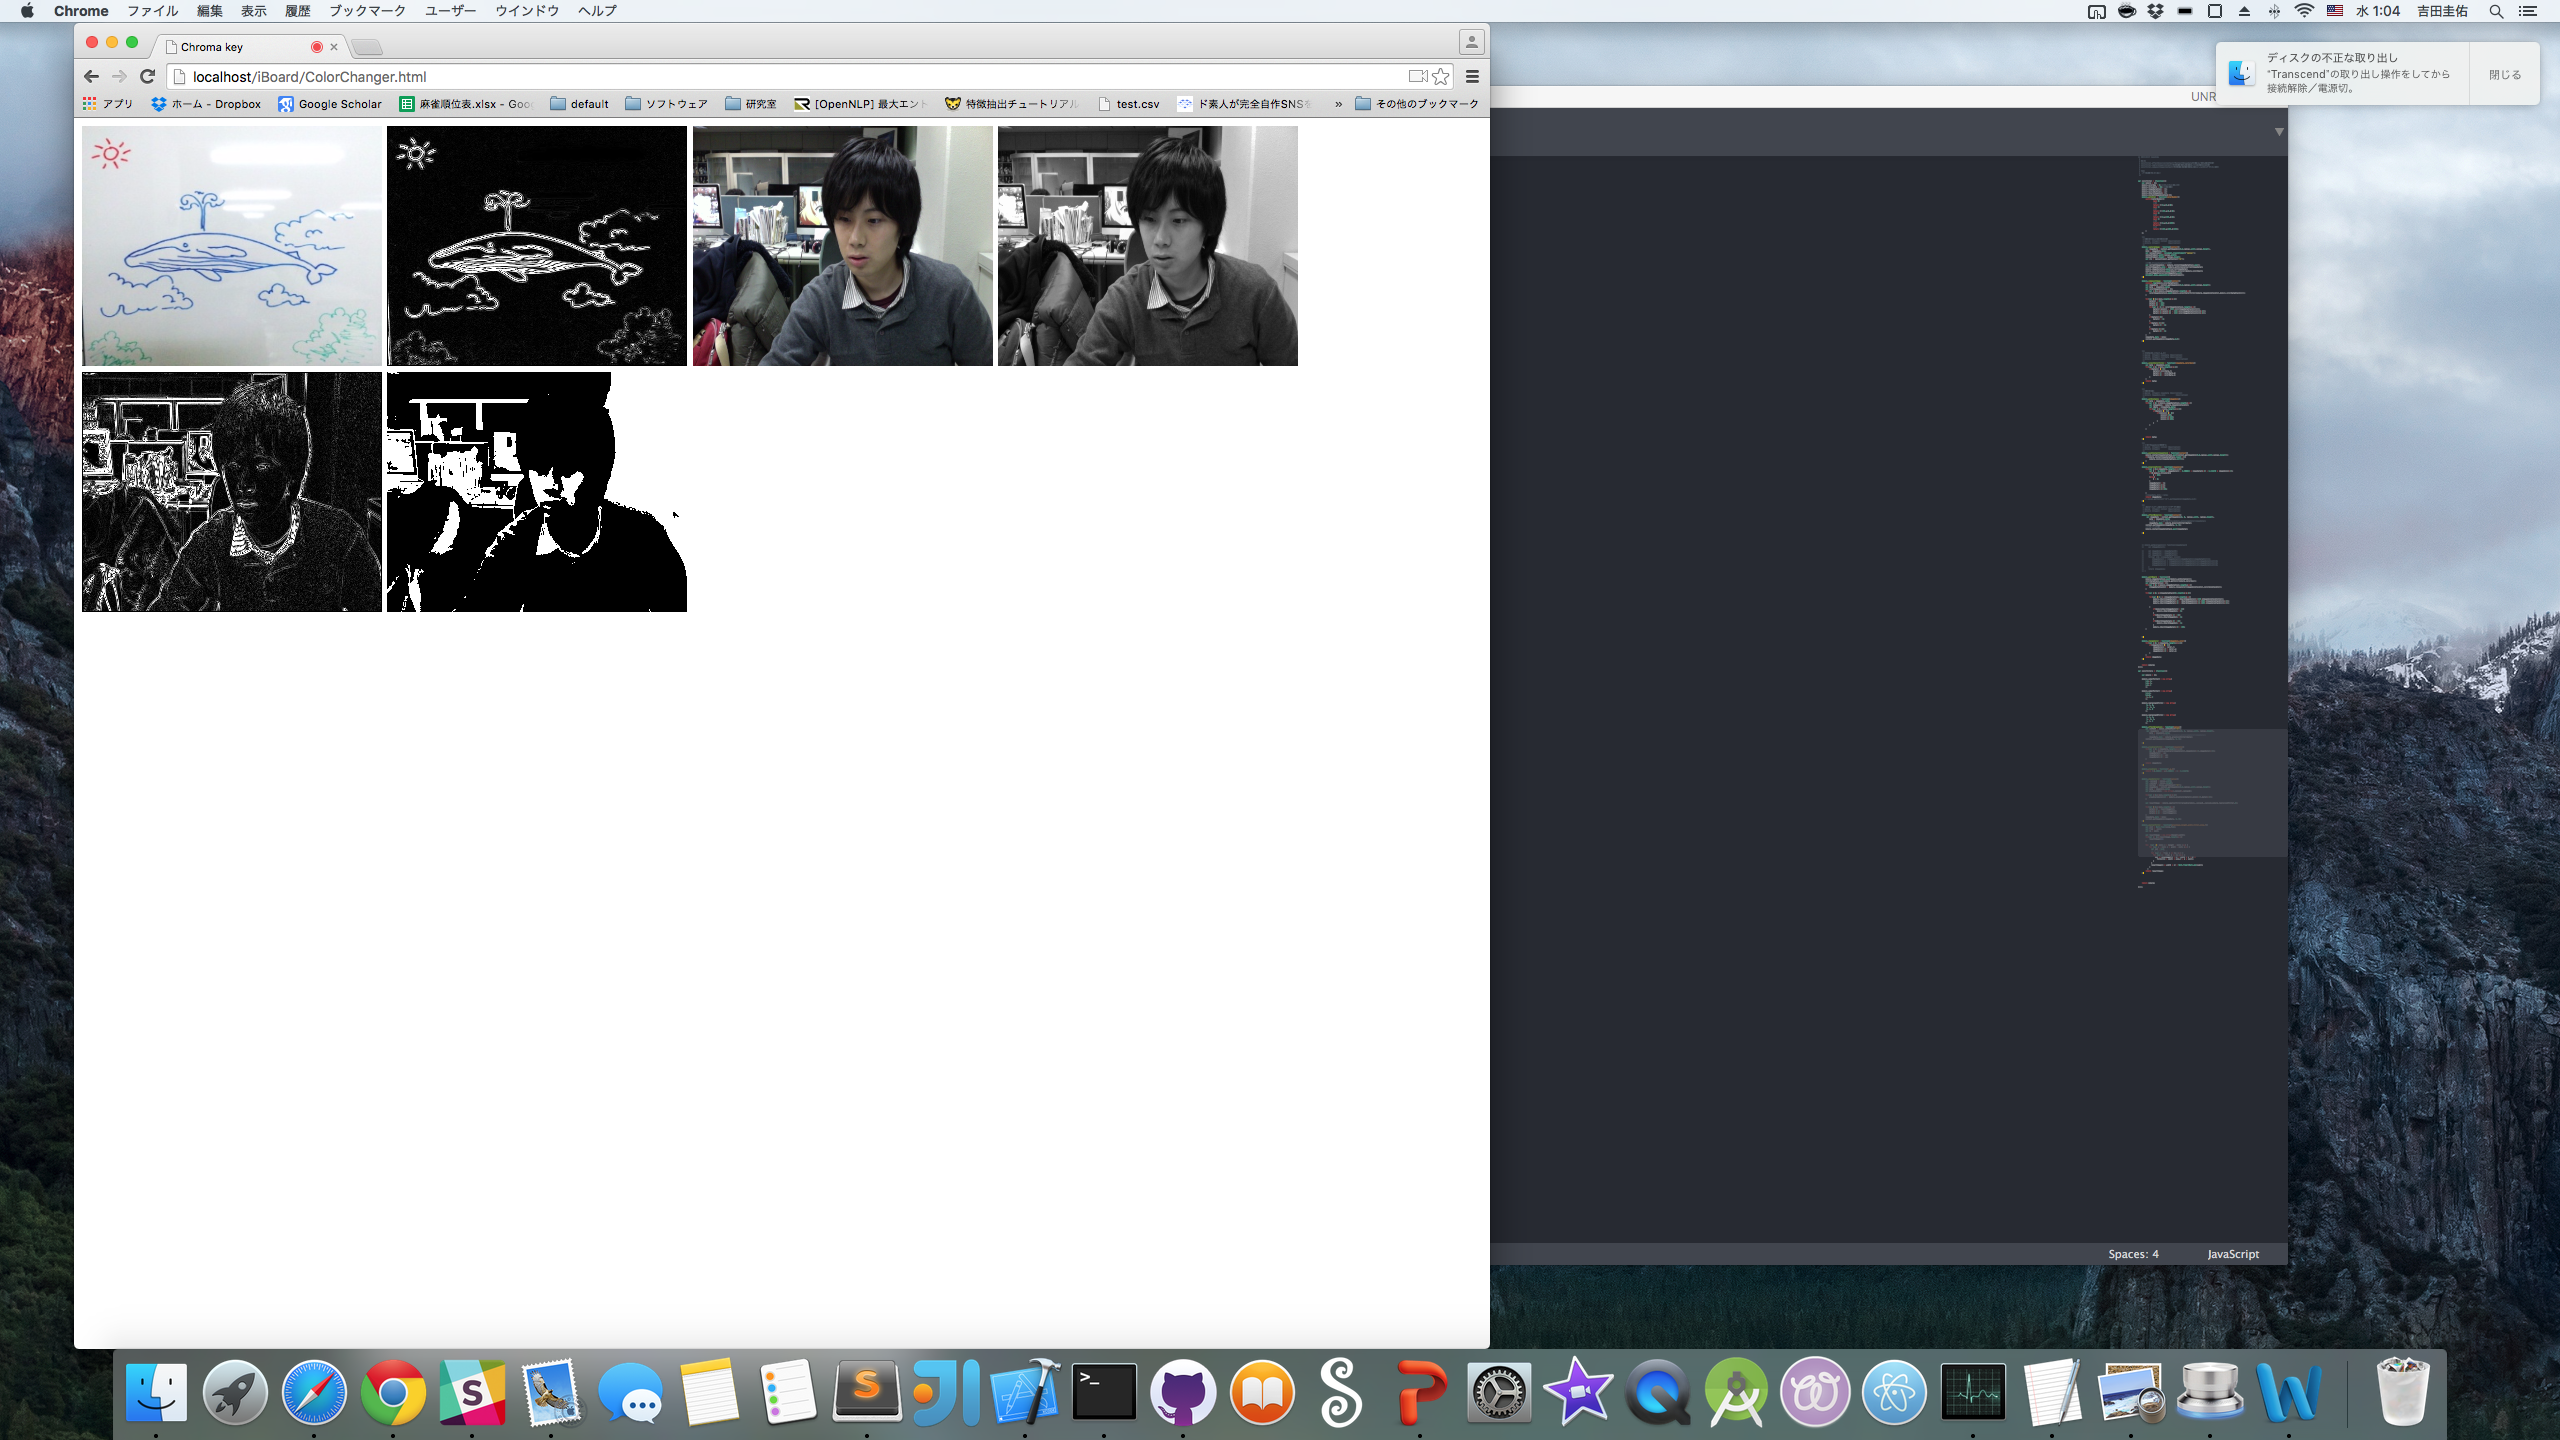 Chrome ファイル 編集 表示 履歴 ブックマーク ユーザー ウインドウ ヘルプ
水 1:04 吉田圭佑
Chroma key
localhost/iBoard/ColorChanger.html
アプリ ホーム - Dropbox Google Scholar 麻雀順位表.xlsx - Goo default ソフトウェア 研究室 [OpenNLP] 最大エント 特徴抽出チュートリアル test.csv ド素人が完全自作SNSを » その他のブックマーク
UNR
ディスクの不正な取り出し
"Transcend"の取り出し操作をしてから
接続解除／電源切。
閉じる
Spaces: 4 JavaScript